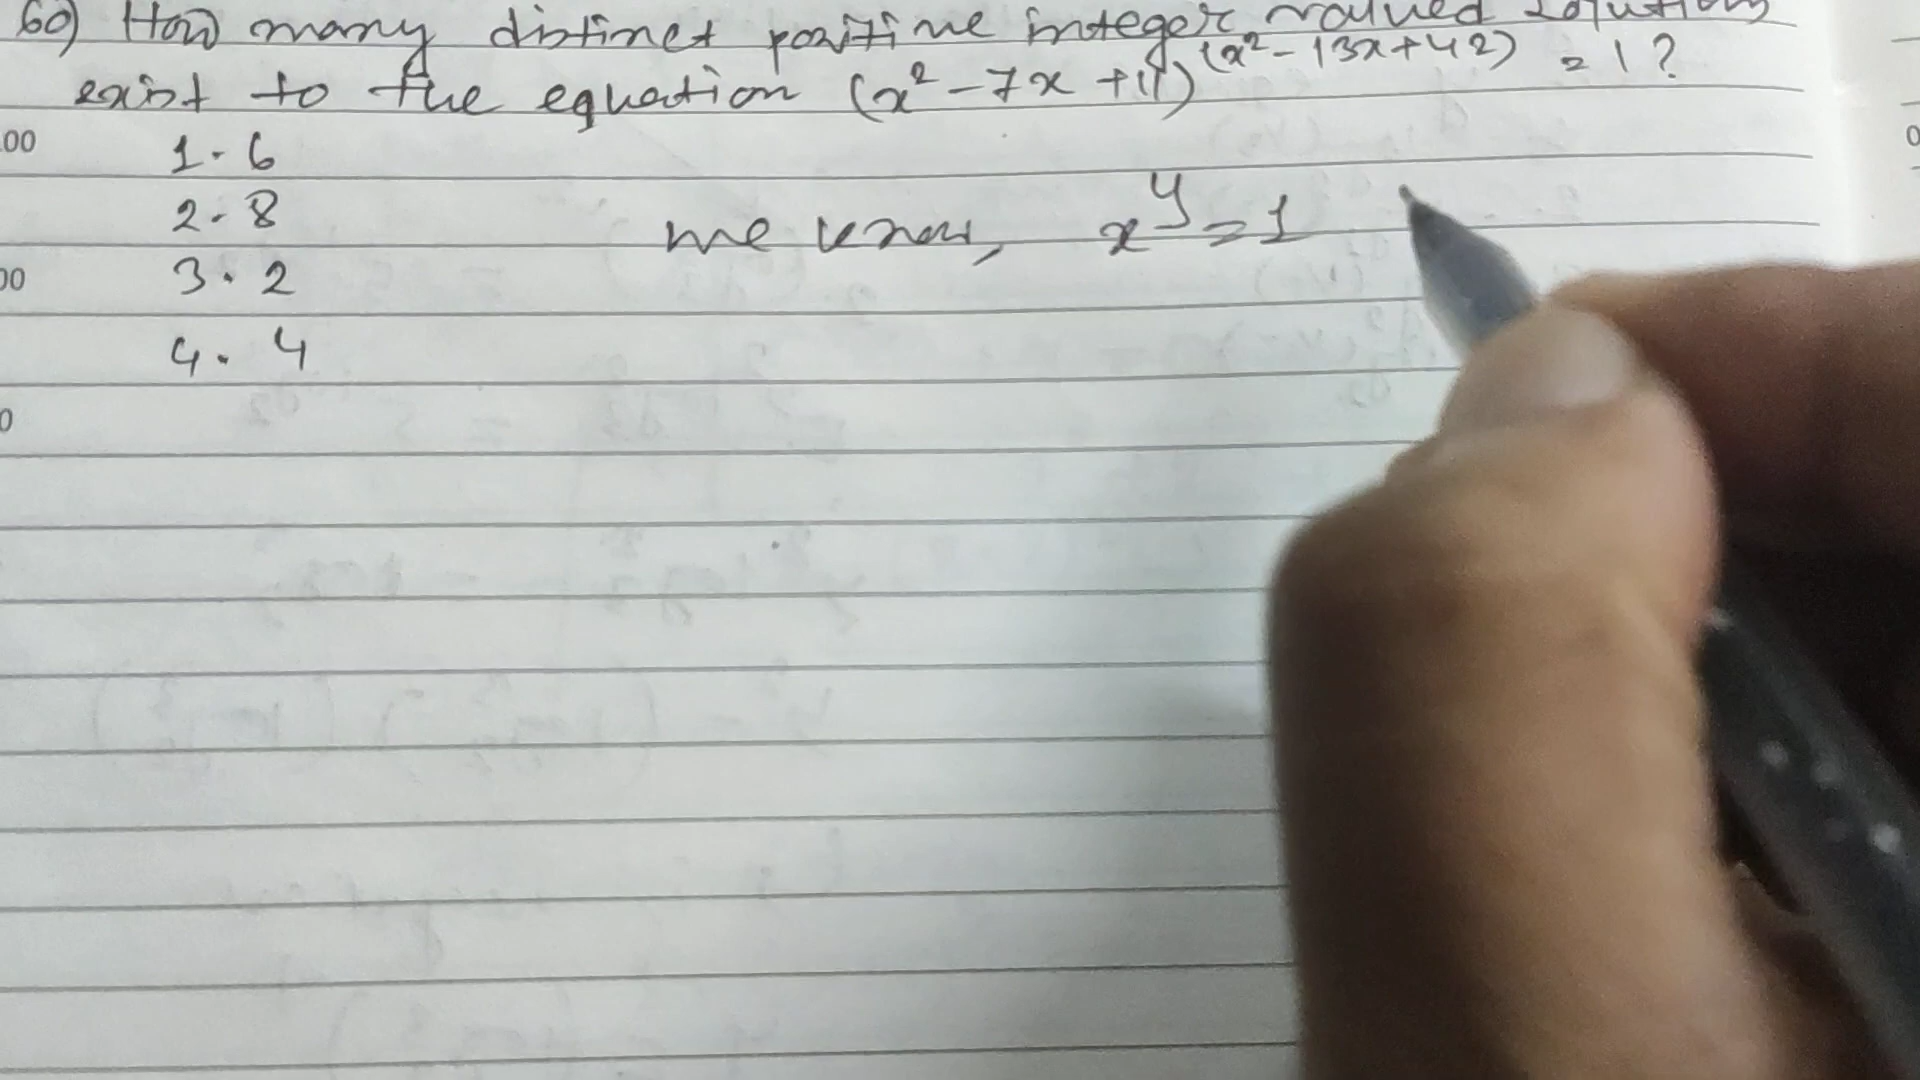 60) How many distinct positive integer valued solutions
exist to the equation (x² - 7x + 11)^(x² - 13x + 42) = 1 ?
00
1. 6
2. 8
we know, x^y = 1
00
3. 2
4. 4
0